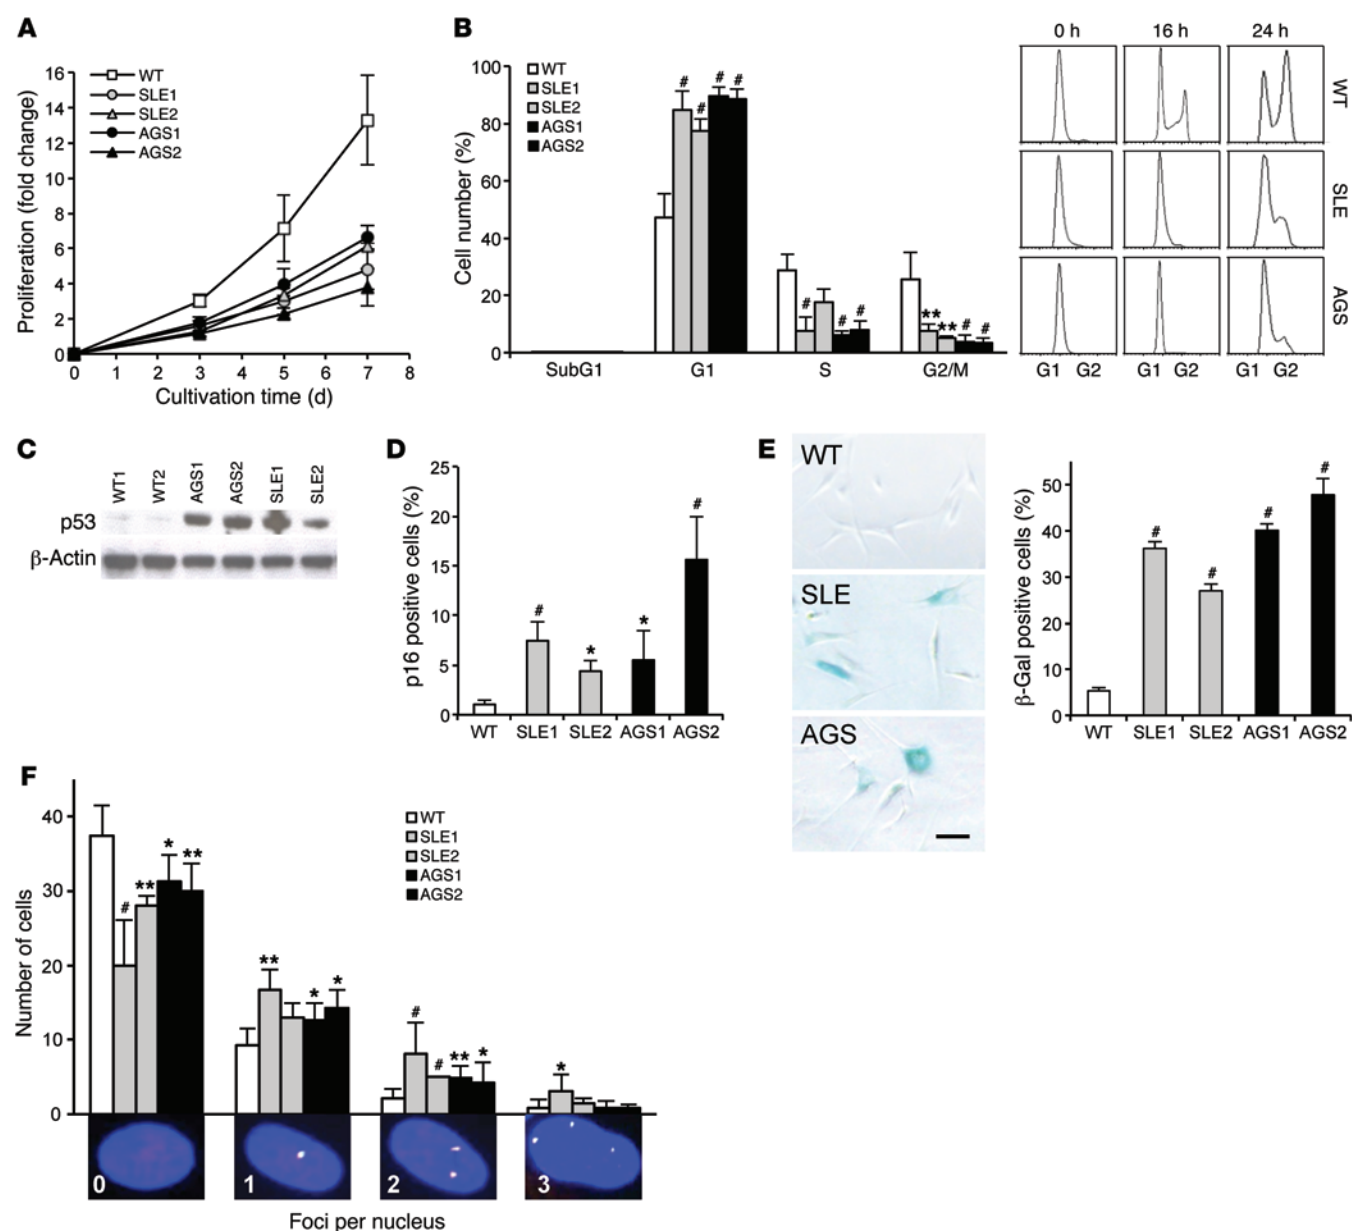 A
Proliferation (fold change)
16
14
12
10
8
6
4
2
0
WT
SLE1
SLE2
AGS1
AGS2
0 1 2 3 4 5 6 7 8
Cultivation time (d)
B
Cell number (%)
100
80
60
40
20
0
WT
SLE1
SLE2
AGS1
AGS2
# # # #
# # #
** ** # #
SubG1 G1 S G2/M
0 h 16 h 24 h
WT
SLE
AGS
G1 G2 G1 G2 G1 G2
C
WT1 WT2 AGS1 AGS2 SLE1 SLE2
p53
β-Actin
D
p16 positive cells (%)
25
20
15
10
5
0
# * * #
WT SLE1 SLE2 AGS1 AGS2
E
WT
SLE
AGS
β-Gal positive cells (%)
50
40
30
20
10
0
# # # #
WT SLE1 SLE2 AGS1 AGS2
F
Number of cells
40
30
20
10
0
WT
SLE1
SLE2
AGS1
AGS2
# ** * **
** * *
# # ** *
*
0 1 2 3
Foci per nucleus